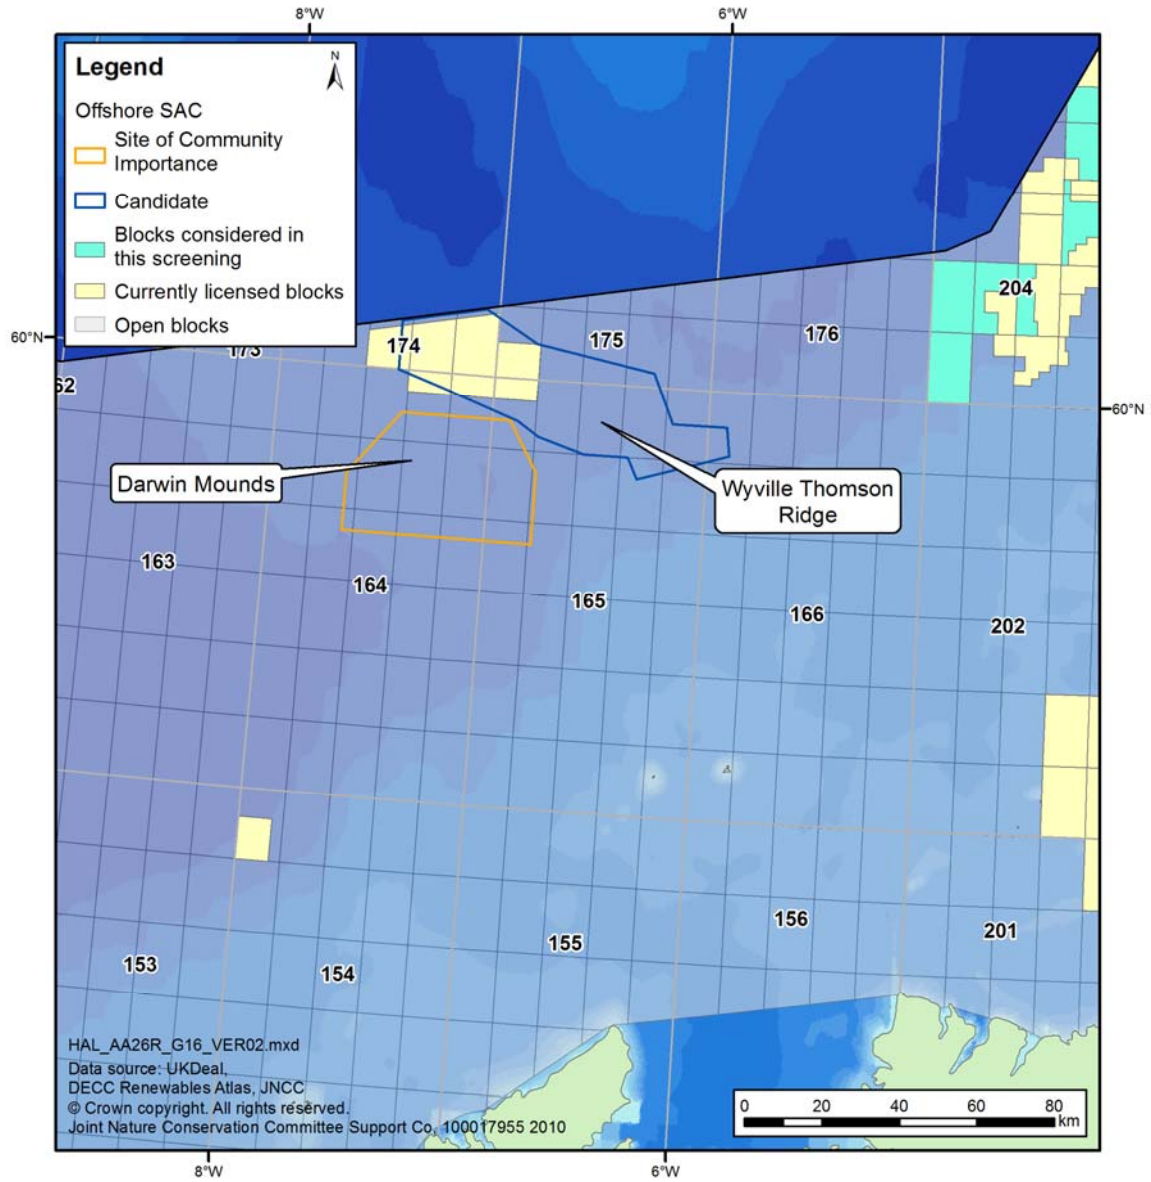 8°W
6°W
Legend
N
Offshore SAC
Site of Community
Importance
Candidate
Blocks considered in
this screening
Currently licensed blocks
Open blocks
204
60°N
173
174
175
176
62
60°N
Darwin Mounds
Wyville Thomson
Ridge
163
164
165
166
202
153
154
155
156
201
HAL_AA26R_G16_VER02.mxd
Data source: UKDeal,
DECC Renewables Atlas, JNCC
© Crown copyright. All rights reserved.
Joint Nature Conservation Committee Support Co, 100017955 2010
0 20 40 60 80
km
8°W
6°W